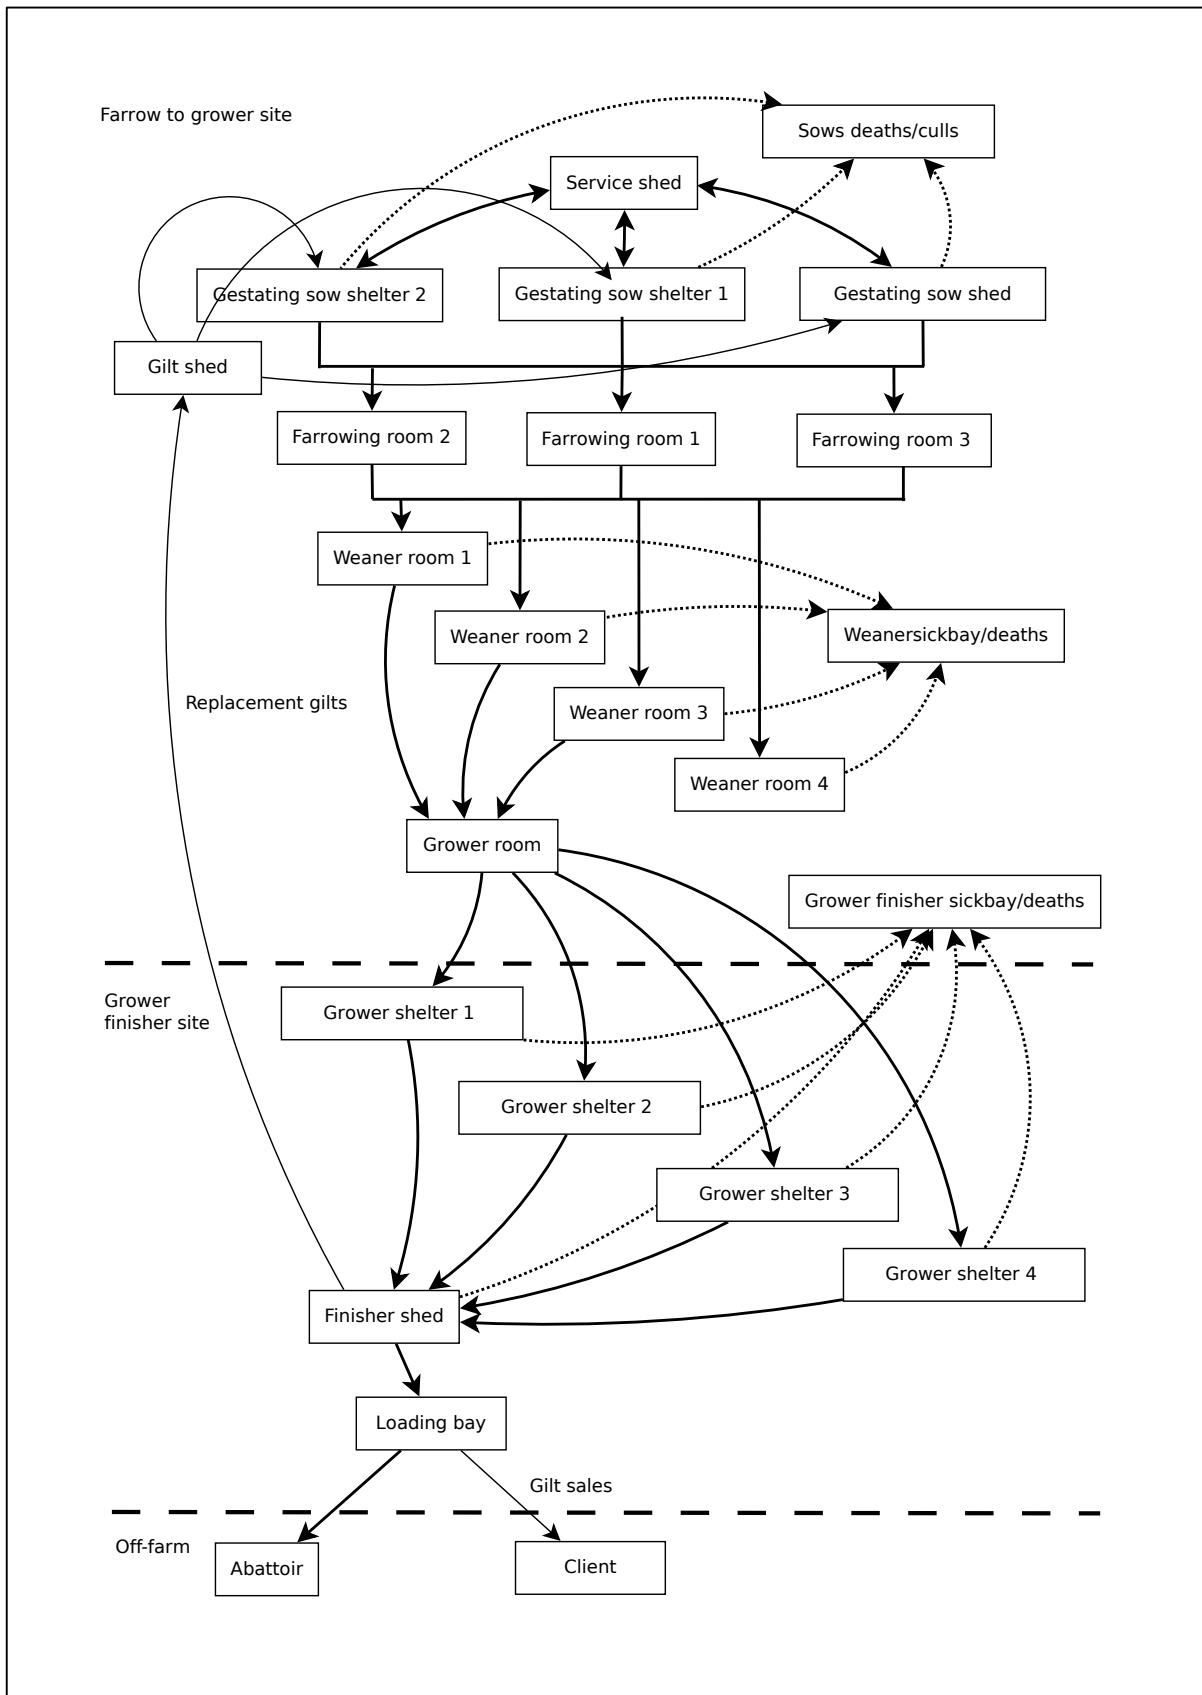 Farrow to grower site
Sows deaths/culls
Service shed
Gestating sow shelter 2
Gestating sow shelter 1
Gestating sow shed
Gilt shed
Farrowing room 2
Farrowing room 1
Farrowing room 3
Weaner room 1
Weaner room 2
Weanersickbay/deaths
Replacement gilts
Weaner room 3
Weaner room 4
Grower room
Grower finisher sickbay/deaths
Grower
finisher site
Grower shelter 1
Grower shelter 2
Grower shelter 3
Grower shelter 4
Finisher shed
Loading bay
Gilt sales
Off-farm
Abattoir
Client